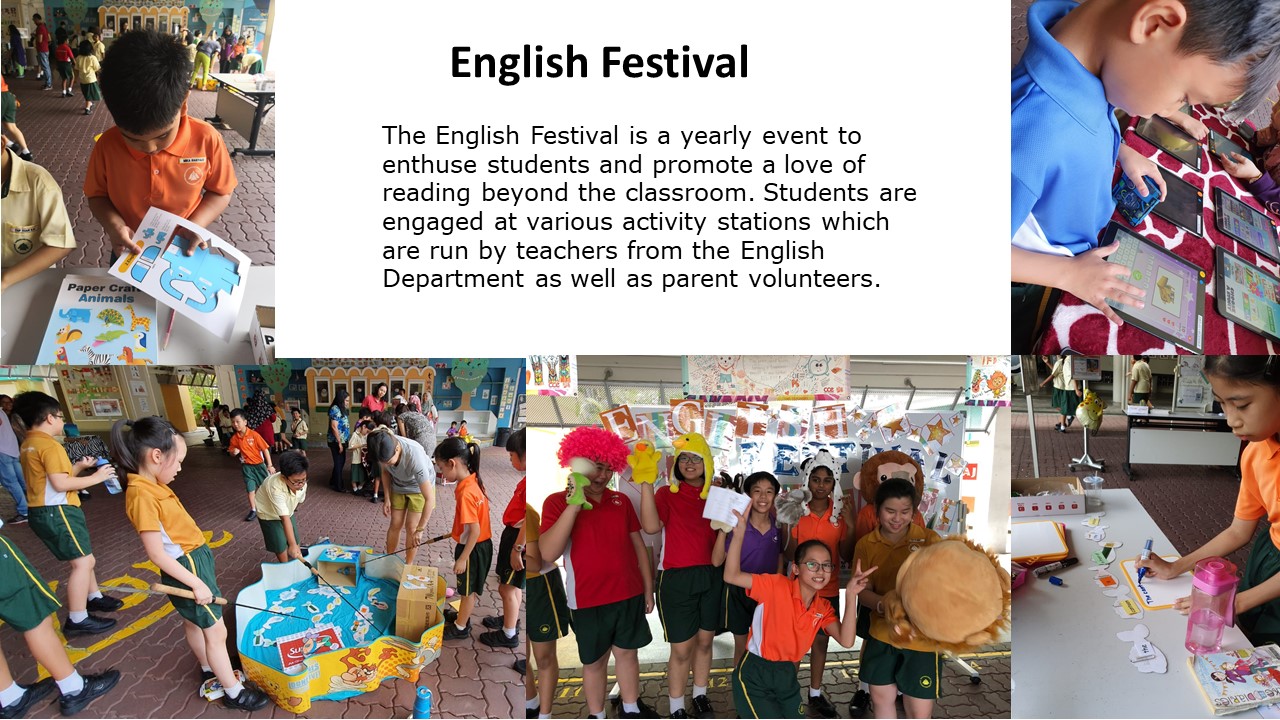 English Festival
The English Festival is a yearly event to
enthuse students and promote a love of
reading beyond the classroom. Students are
engaged at various activity stations which
are run by teachers from the English
Department as well as parent volunteers.
Paper Craft
Animals
ENGLISH